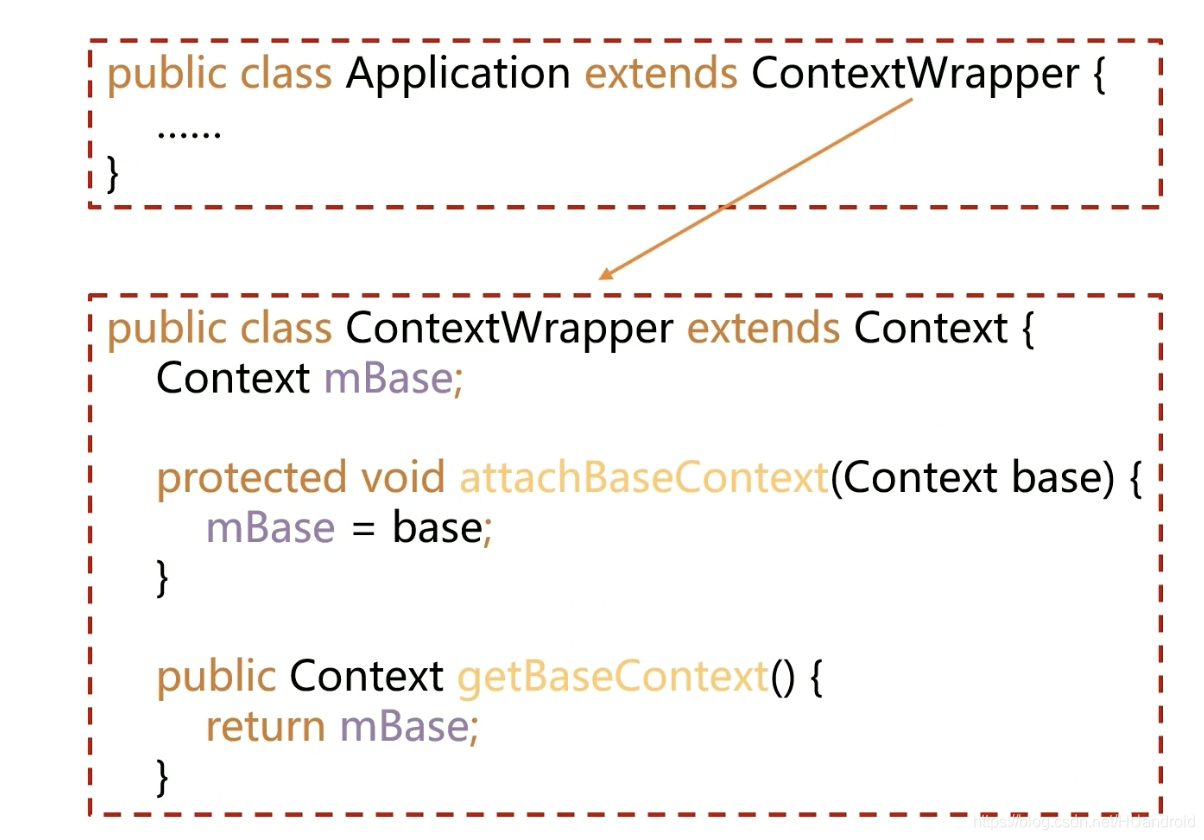 public class Application extends ContextWrapper {
......
}
public class ContextWrapper extends Context {
Context mBase;
protected void attachBaseContext(Context base) {
mBase = base;
}
public Context getBaseContext() {
return mBase;
}
https://blog.csdn.net/HUandroid